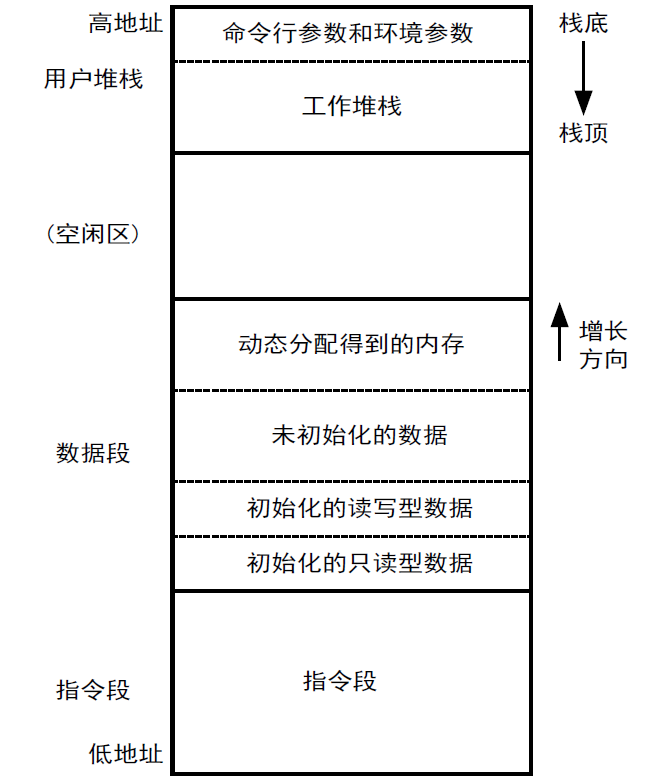 高地址
命令行参数和环境参数
栈底
用户堆栈
工作堆栈
栈顶
(空闲区)
动态分配得到的内存
增长
方向
未初始化的数据
数据段
初始化的读写型数据
初始化的只读型数据
指令段
指令段
低地址